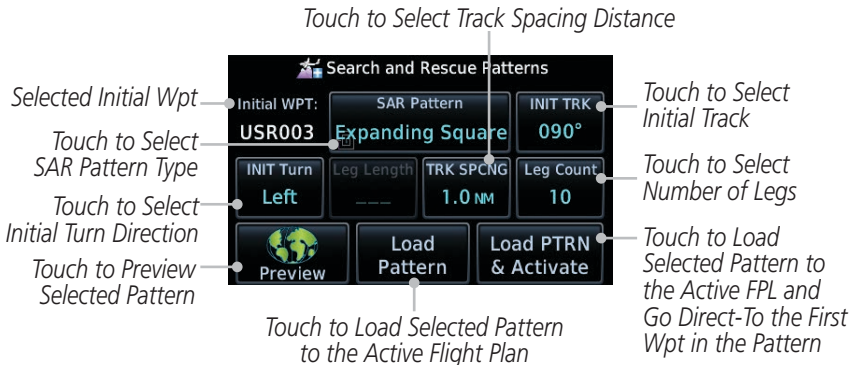 Touch to Select Track Spacing Distance
Search and Rescue Patterns
Selected Initial Wpt
Initial WPT:
USR003
SAR Pattern
Expanding Square
INIT TRK
090°
Touch to Select
Initial Track
Touch to Select
SAR Pattern Type
INIT Turn
Left
Leg Length
___
TRK SPCNG
1.0 NM
Leg Count
10
Touch to Select
Number of Legs
Touch to Select
Initial Turn Direction
Preview
Load
Pattern
Load PTRN
& Activate
Touch to Preview
Selected Pattern
Touch to Load
Selected Pattern to
the Active FPL and
Go Direct-To the First
Wpt in the Pattern
Touch to Load Selected Pattern
to the Active Flight Plan